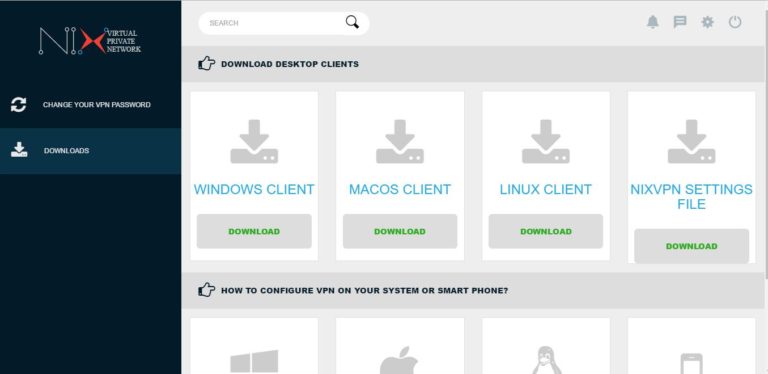 NIX
VIRTUAL
PRIVATE
NETWORK
SEARCH
CHANGE YOUR VPN PASSWORD
DOWNLOADS
DOWNLOAD DESKTOP CLIENTS
WINDOWS CLIENT
DOWNLOAD
MACOS CLIENT
DOWNLOAD
LINUX CLIENT
DOWNLOAD
NIXVPN SETTINGS
FILE
DOWNLOAD
HOW TO CONFIGURE VPN ON YOUR SYSTEM OR SMART PHONE?